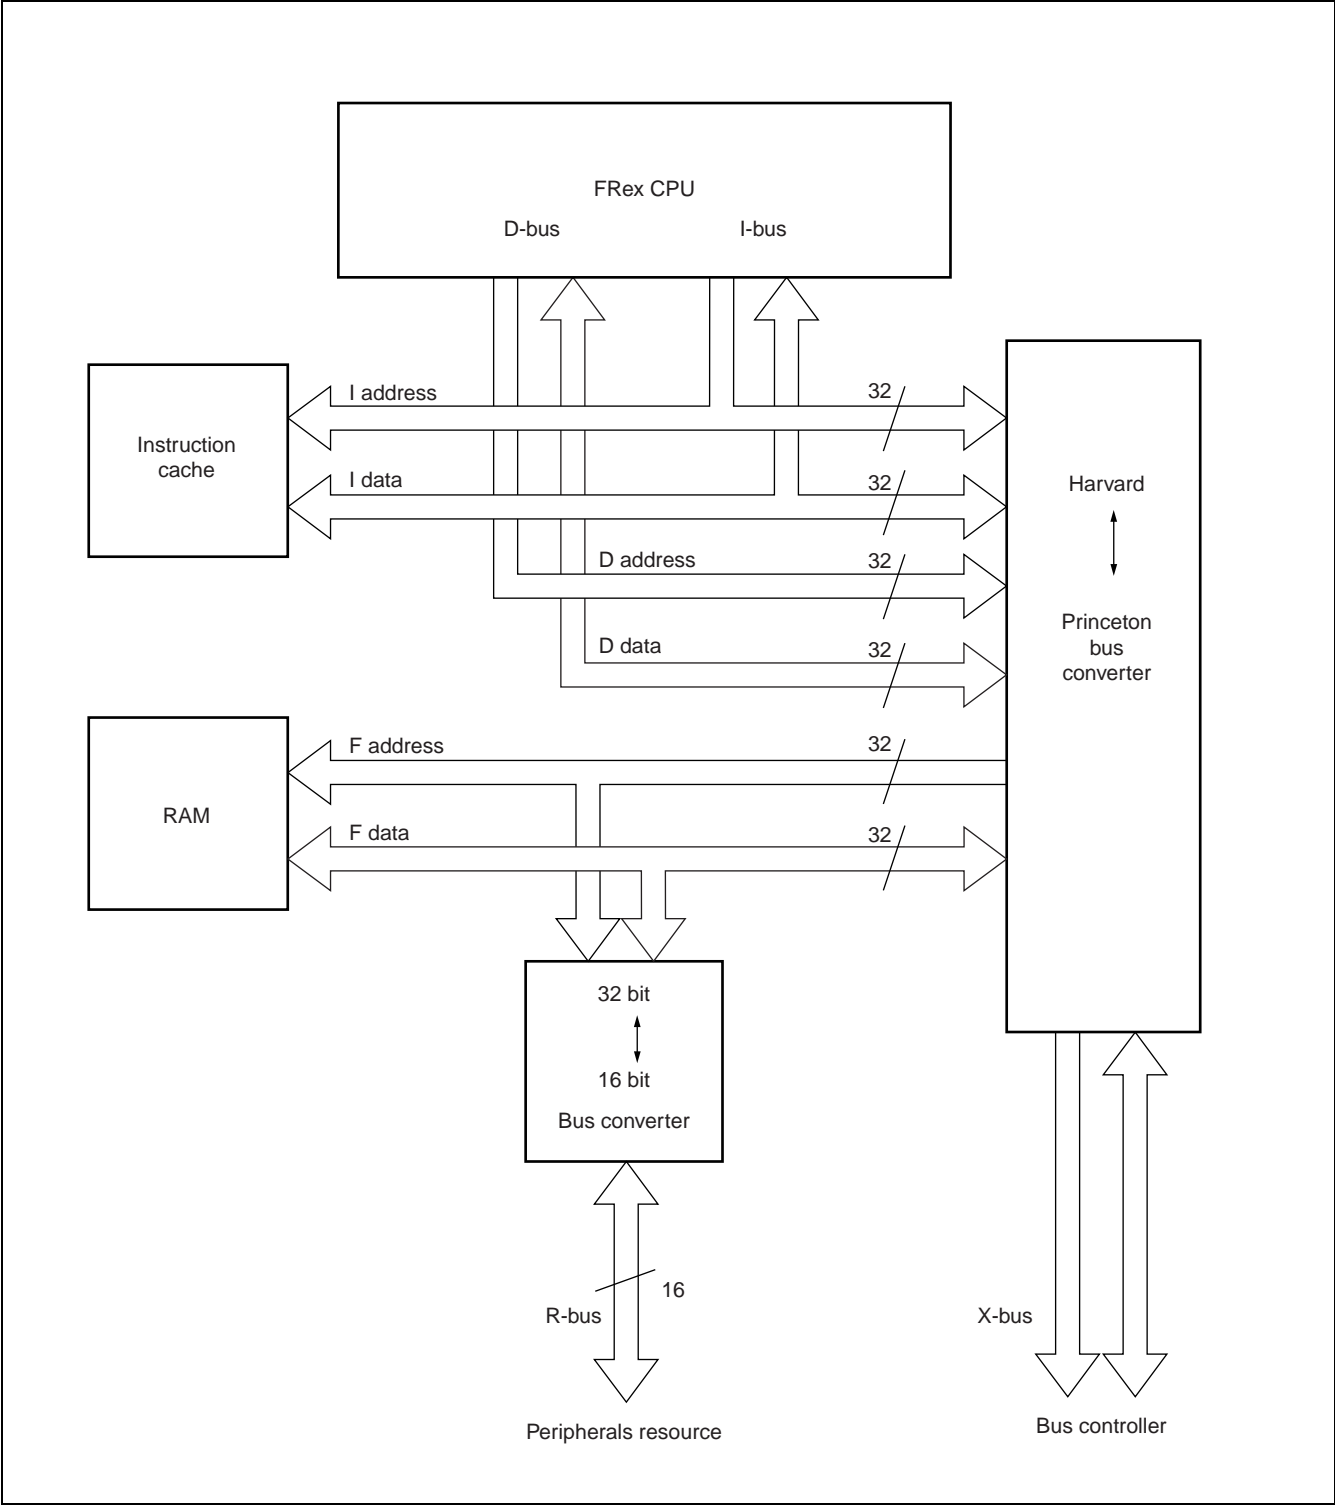 FRex CPU
D-bus
I-bus
I address
32
Instruction
cache
I data
32
Harvard
D address
32
Princeton
bus
converter
D data
32
F address
32
RAM
F data
32
32 bit
16 bit
Bus converter
16
R-bus
X-bus
Peripherals resource
Bus controller